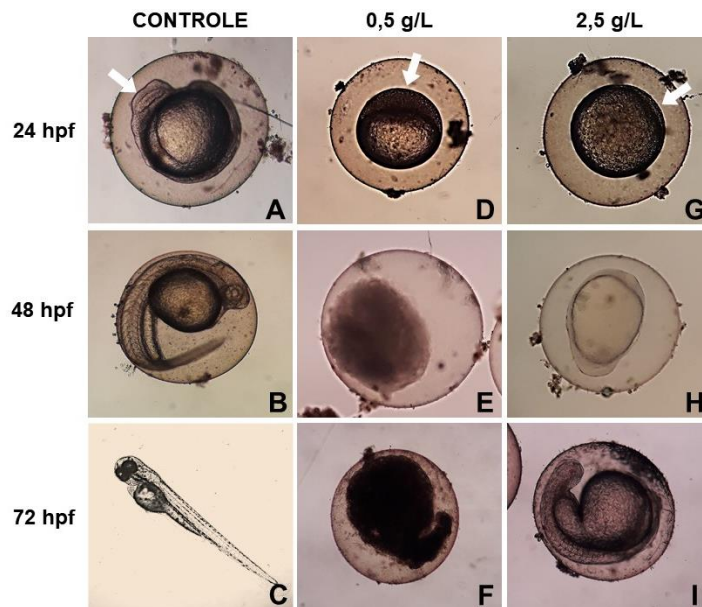 CONTROLE 0,5 g/L 2,5 g/L
24 hpf A D G
48 hpf B E H
72 hpf C F I